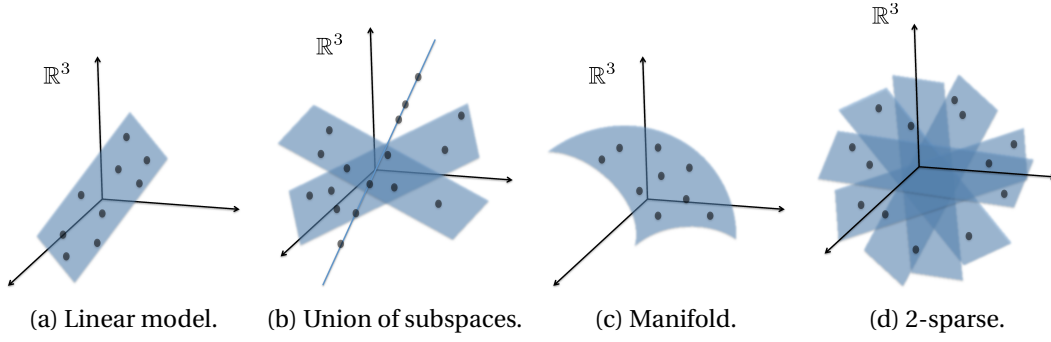 ℝ³
ℝ³
ℝ³
ℝ³
(a) Linear model.
(b) Union of subspaces.
(c) Manifold.
(d) 2-sparse.